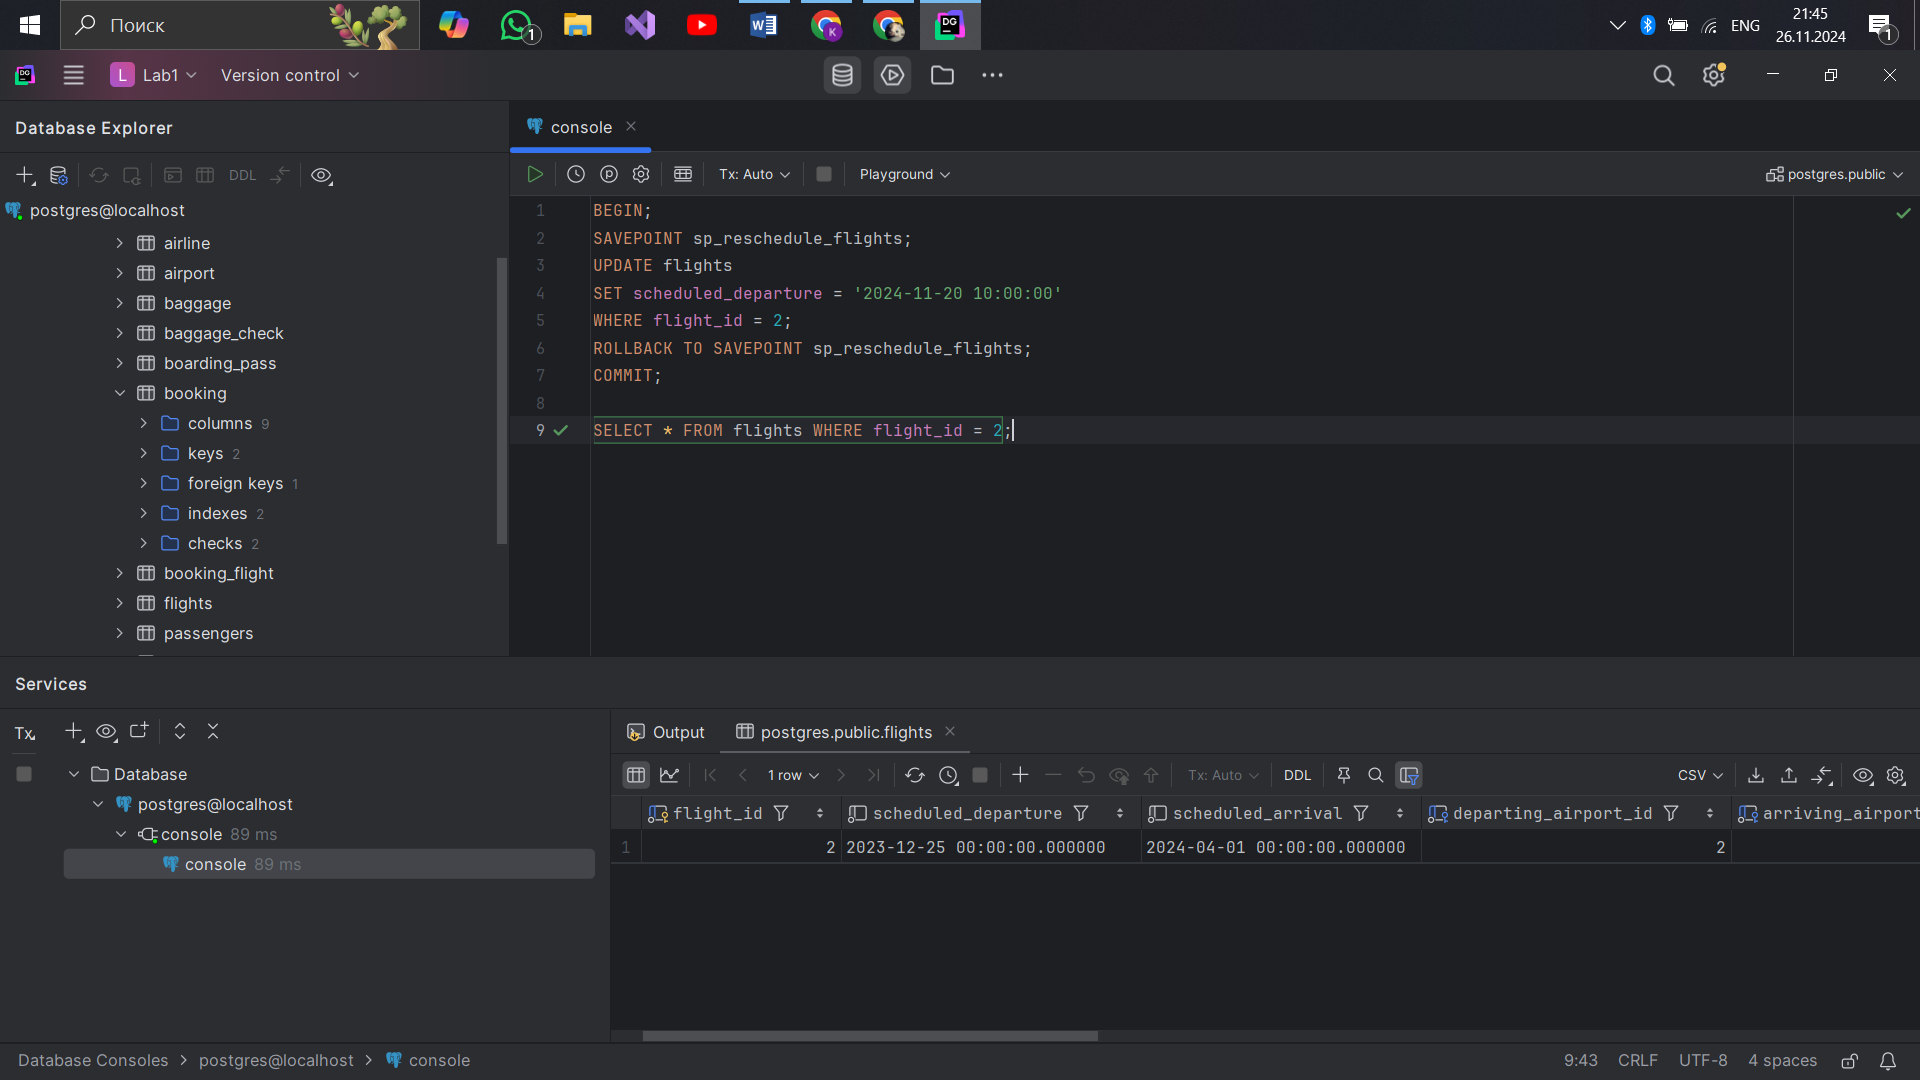 Поиск
1
ENG
21:45
26.11.2024
1
L Lab1
Version control
Database Explorer
console
DDL
Tx: Auto
Playground
postgres.public
postgres@localhost
airline
airport
baggage
baggage_check
boarding_pass
booking
columns 9
keys 2
foreign keys 1
indexes 2
checks 2
booking_flight
flights
passengers
1 BEGIN;
2 SAVEPOINT sp_reschedule_flights;
3 UPDATE flights
4 SET scheduled_departure = '2024-11-20 10:00:00'
5 WHERE flight_id = 2;
6 ROLLBACK TO SAVEPOINT sp_reschedule_flights;
7 COMMIT;
8
9 SELECT * FROM flights WHERE flight_id = 2;
Services
Tx
Database
postgres@localhost
console 89 ms
console 89 ms
Output
postgres.public.flights
1 row
Tx: Auto
DDL
CSV
flight_id scheduled_departure scheduled_arrival departing_airport_id arriving_airport
1 2 2023-12-25 00:00:00.000000 2024-04-01 00:00:00.000000 2
Database Consoles > postgres@localhost > console
9:43 CRLF UTF-8 4 spaces